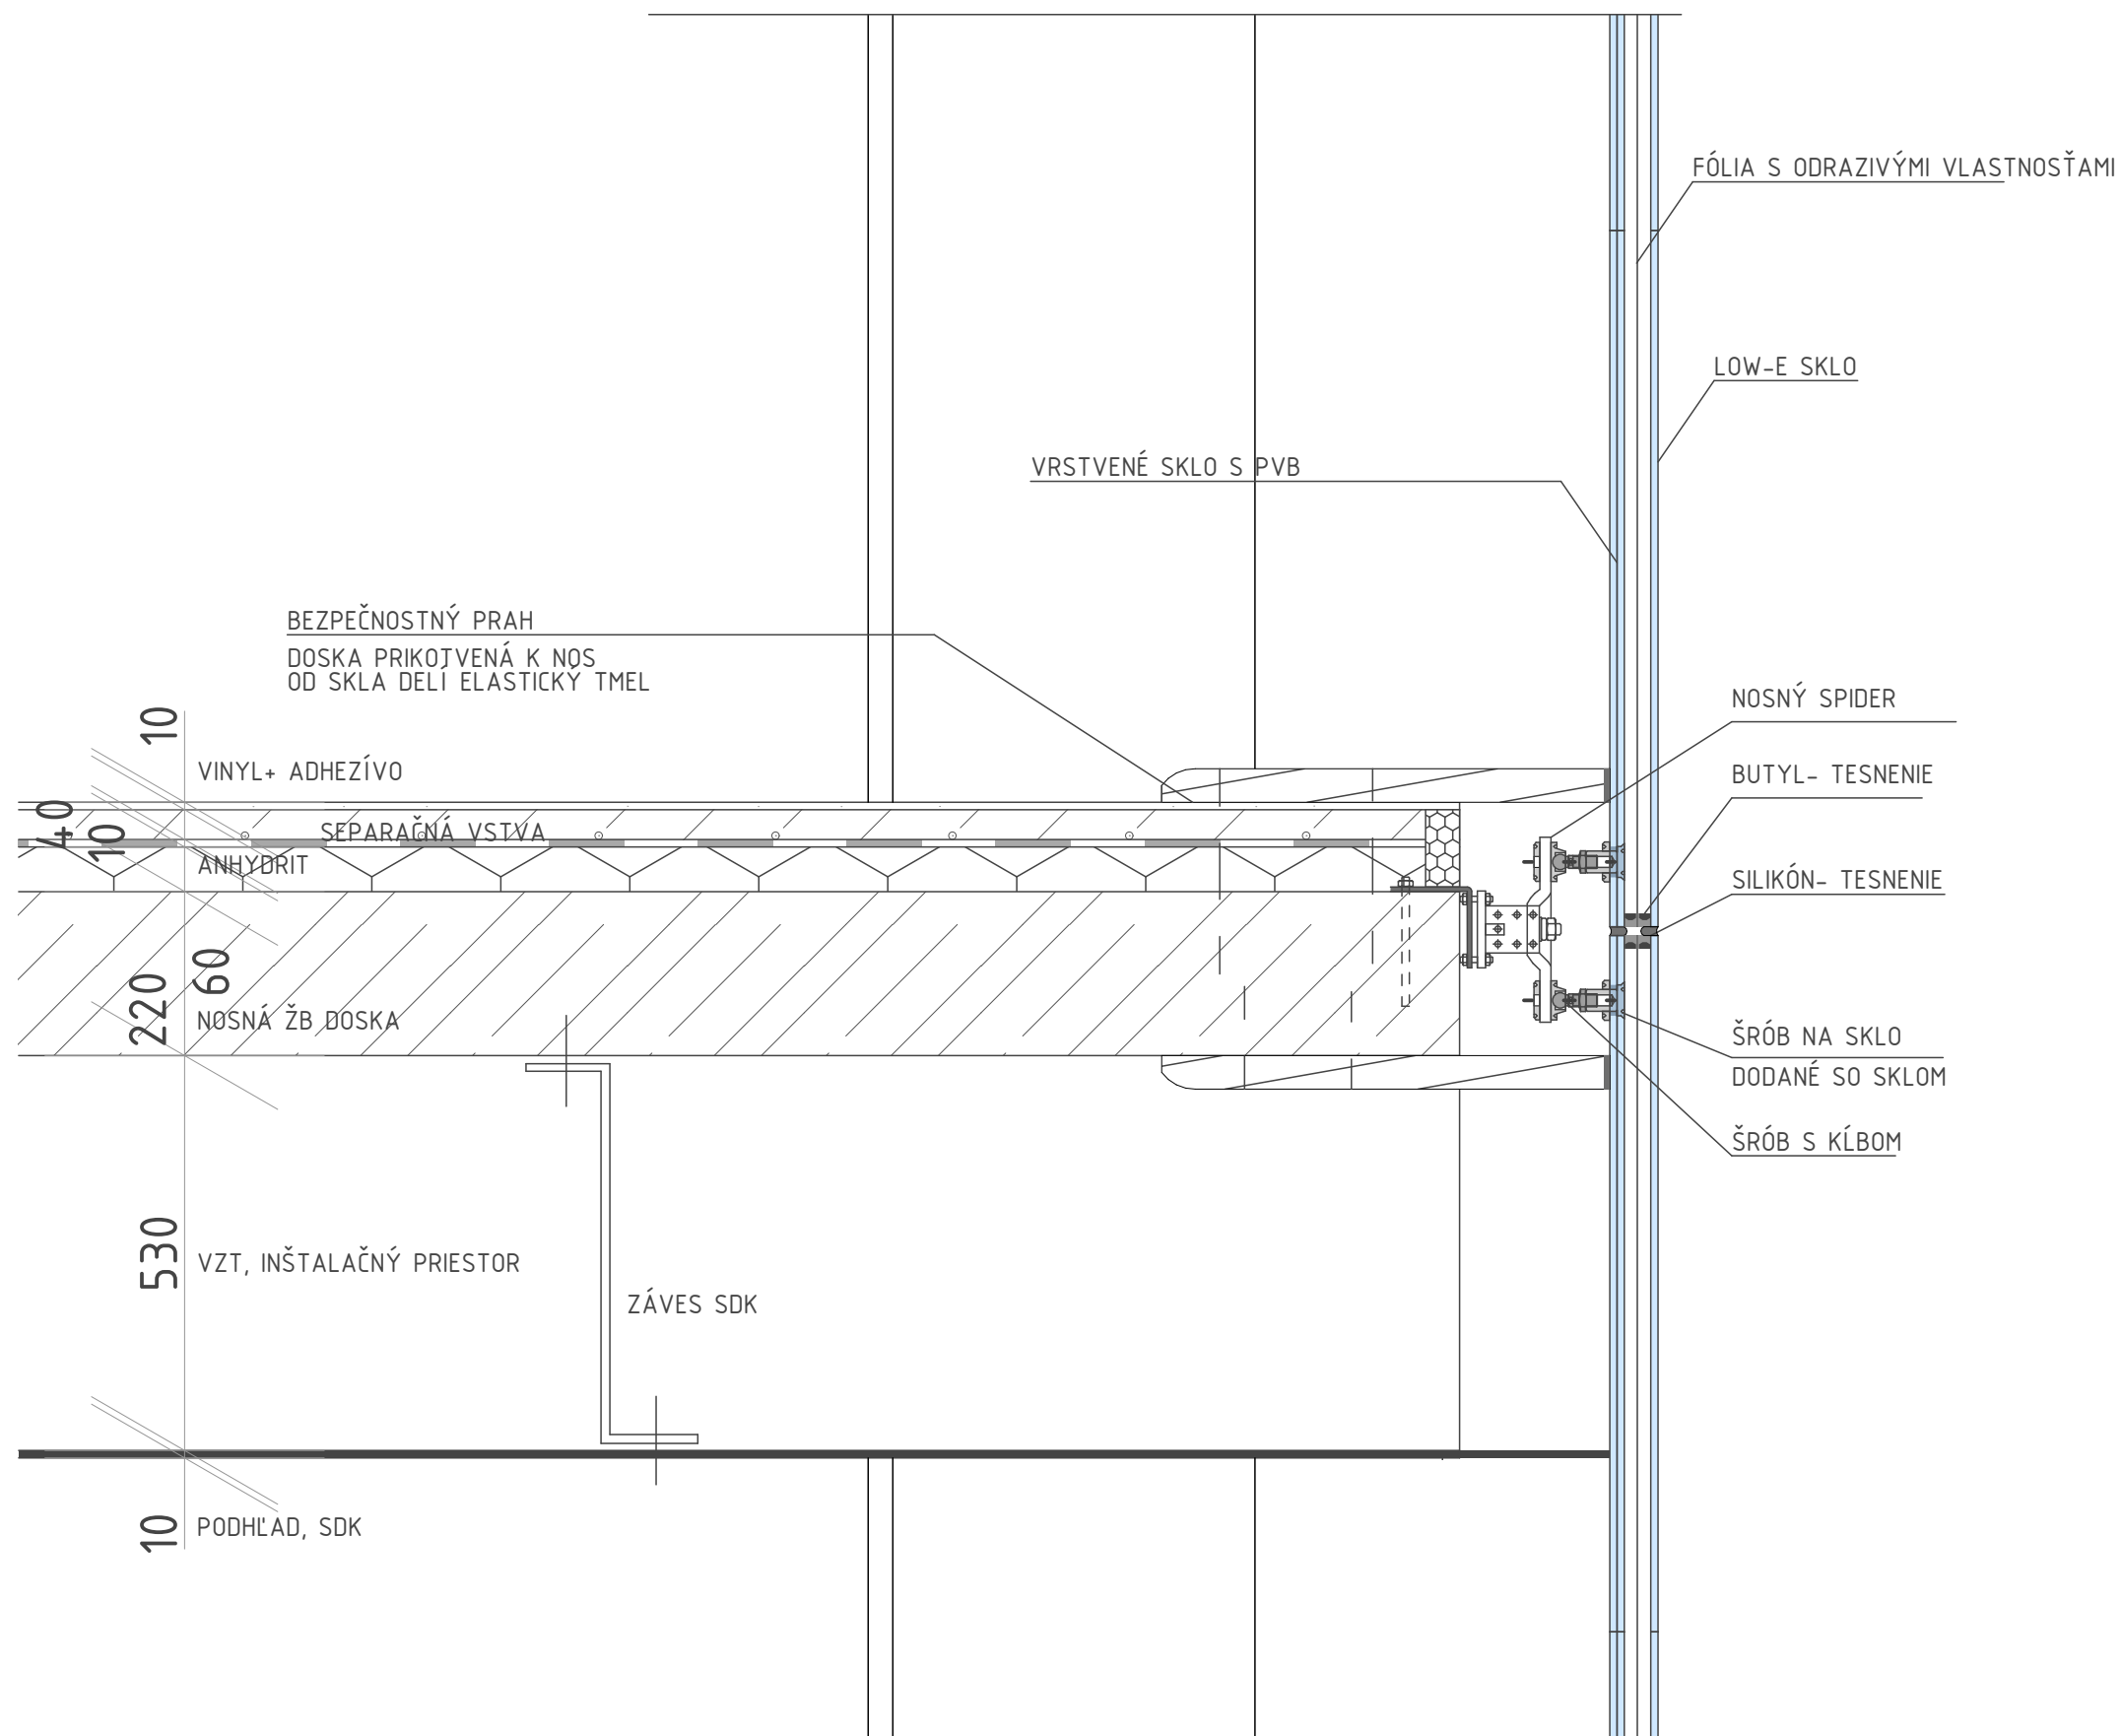 FÓLIA S ODRAZIVÝMI VLASTNOSŤAMI
LOW-E SKLO
VRSTVENÉ SKLO S PVB
BEZPEČNOSTNÝ PRAH
DOSKA PRIKOTVENÁ K NOS
OD SKLA DELÍ ELASTICKÝ TMEL
NOSNÝ SPIDER
10
VINYL+ ADHEZÍVO
BUTYL- TESNENIE
40
10
SEPARAČNÁ VSTVA
ANHYDRIT
SILIKÓN- TESNENIE
60
220
NOSNÁ ŽB DOSKA
ŠRÓB NA SKLO
DODANÉ SO SKLOM
ŠRÓB S KĹBOM
530
VZT, INŠTALAČNÝ PRIESTOR
ZÁVES SDK
10
PODHĽAD, SDK